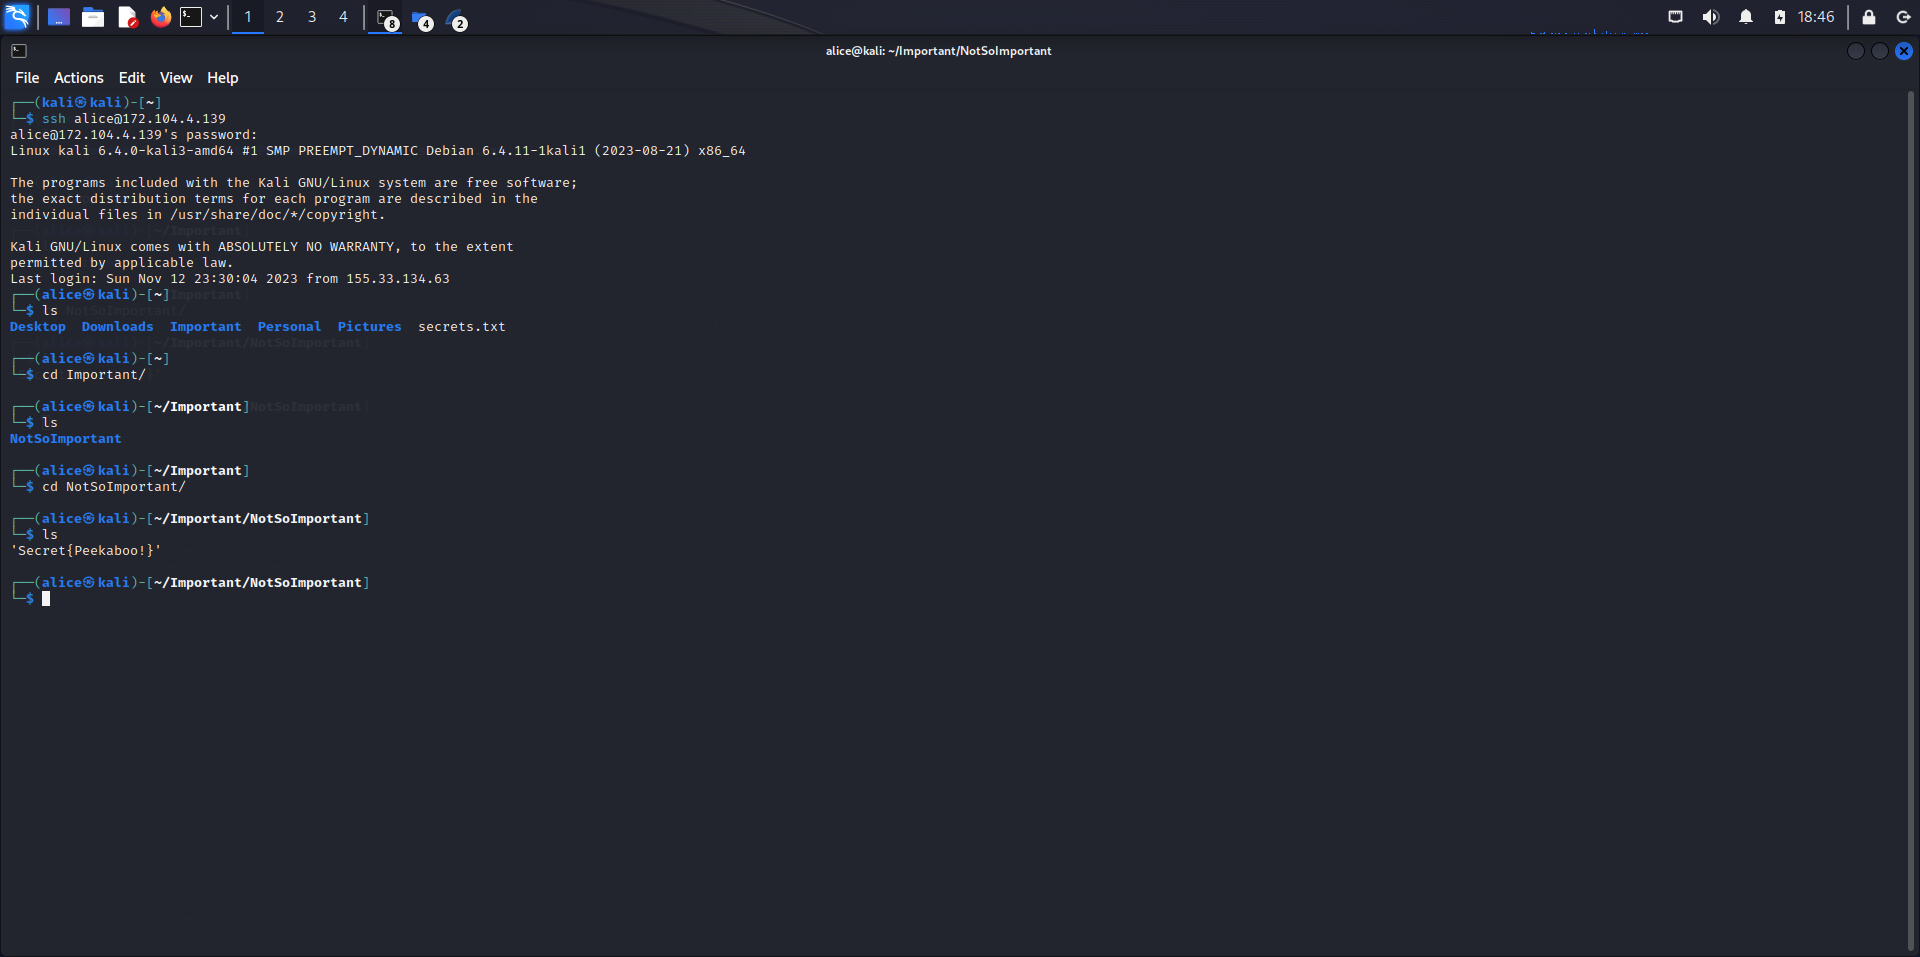 1 2 3 4 8 4 2 18:46
alice@kali: ~/Important/NotSoImportant
File Actions Edit View Help
┌──(kali㉿kali)-[~]
└─$ ssh alice@172.104.4.139
alice@172.104.4.139's password:
Linux kali 6.4.0-kali3-amd64 #1 SMP PREEMPT_DYNAMIC Debian 6.4.11-1kali1 (2023-08-21) x86_64
The programs included with the Kali GNU/Linux system are free software;
the exact distribution terms for each program are described in the
individual files in /usr/share/doc/*/copyright.
Kali GNU/Linux comes with ABSOLUTELY NO WARRANTY, to the extent
permitted by applicable law.
Last login: Sun Nov 12 23:30:04 2023 from 155.33.134.63
┌──(alice㉿kali)-[~]
└─$ ls
Desktop Downloads Important Personal Pictures secrets.txt
┌──(alice㉿kali)-[~]
└─$ cd Important/
┌──(alice㉿kali)-[~/Important]
└─$ ls
NotSoImportant
┌──(alice㉿kali)-[~/Important]
└─$ cd NotSoImportant/
┌──(alice㉿kali)-[~/Important/NotSoImportant]
└─$ ls
'Secret{Peekaboo!}'
┌──(alice㉿kali)-[~/Important/NotSoImportant]
└─$